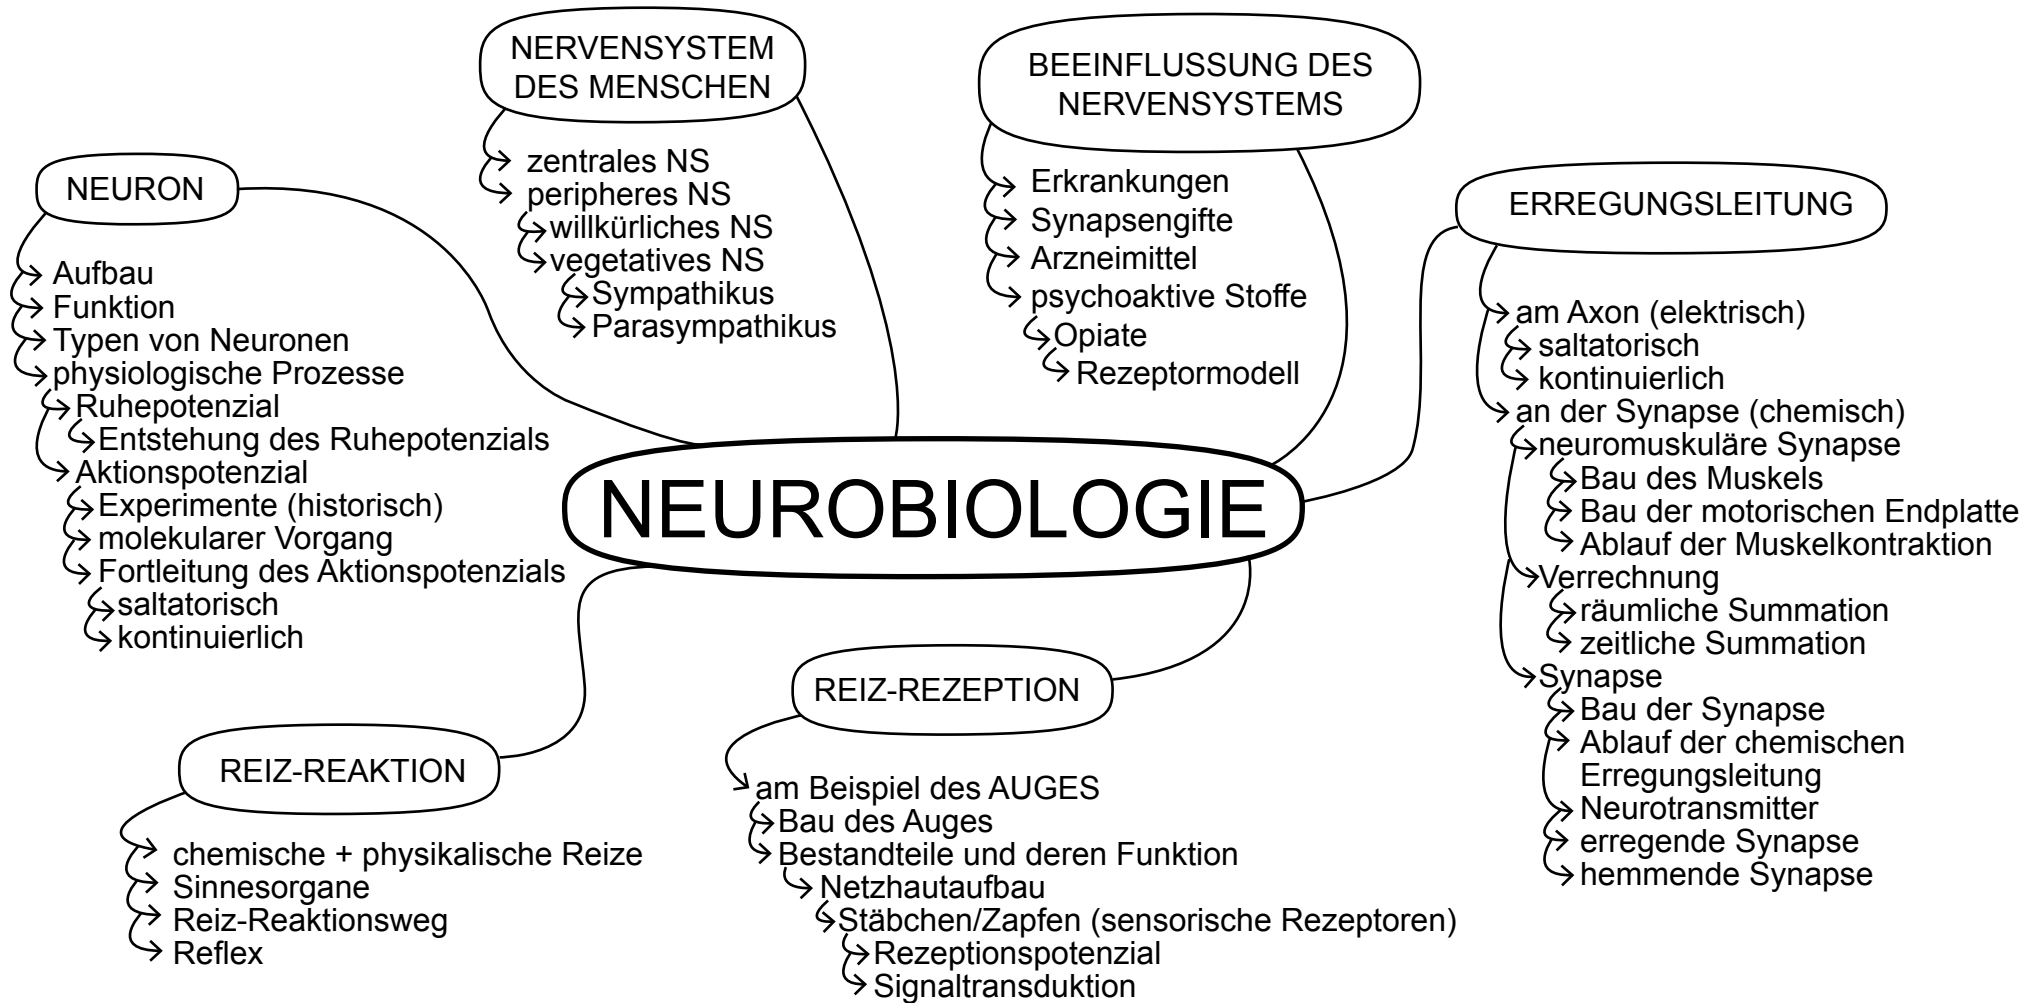 NERVENSYSTEM
DES MENSCHEN
zentrales NS
peripheres NS
willkürliches NS
vegetatives NS
Sympathikus
Parasympathikus
BEEINFLUSSUNG DES
NERVENSYSTEMS
Erkrankungen
Synapsengifte
Arzneimittel
psychoaktive Stoffe
Opiate
Rezeptormodell
NEURON
Aufbau
Funktion
Typen von Neuronen
physiologische Prozesse
Ruhepotenzial
Entstehung des Ruhepotenzials
Aktionspotenzial
Experimente (historisch)
molekularer Vorgang
Fortleitung des Aktionspotenzials
saltatorisch
kontinuierlich
ERREGUNGSLEITUNG
am Axon (elektrisch)
saltatorisch
kontinuierlich
an der Synapse (chemisch)
neuromuskuläre Synapse
Bau des Muskels
Bau der motorischen Endplatte
Ablauf der Muskelkontraktion
Verrechnung
räumliche Summation
zeitliche Summation
Synapse
Bau der Synapse
Ablauf der chemischen
Erregungsleitung
Neurotransmitter
erregende Synapse
hemmende Synapse
NEUROBIOLOGIE
REIZ-REAKTION
chemische + physikalische Reize
Sinnesorgane
Reiz-Reaktionsweg
Reflex
REIZ-REZEPTION
am Beispiel des AUGES
Bau des Auges
Bestandteile und deren Funktion
Netzhautaufbau
Stäbchen/Zapfen (sensorische Rezeptoren)
Rezeptionspotenzial
Signaltransduktion